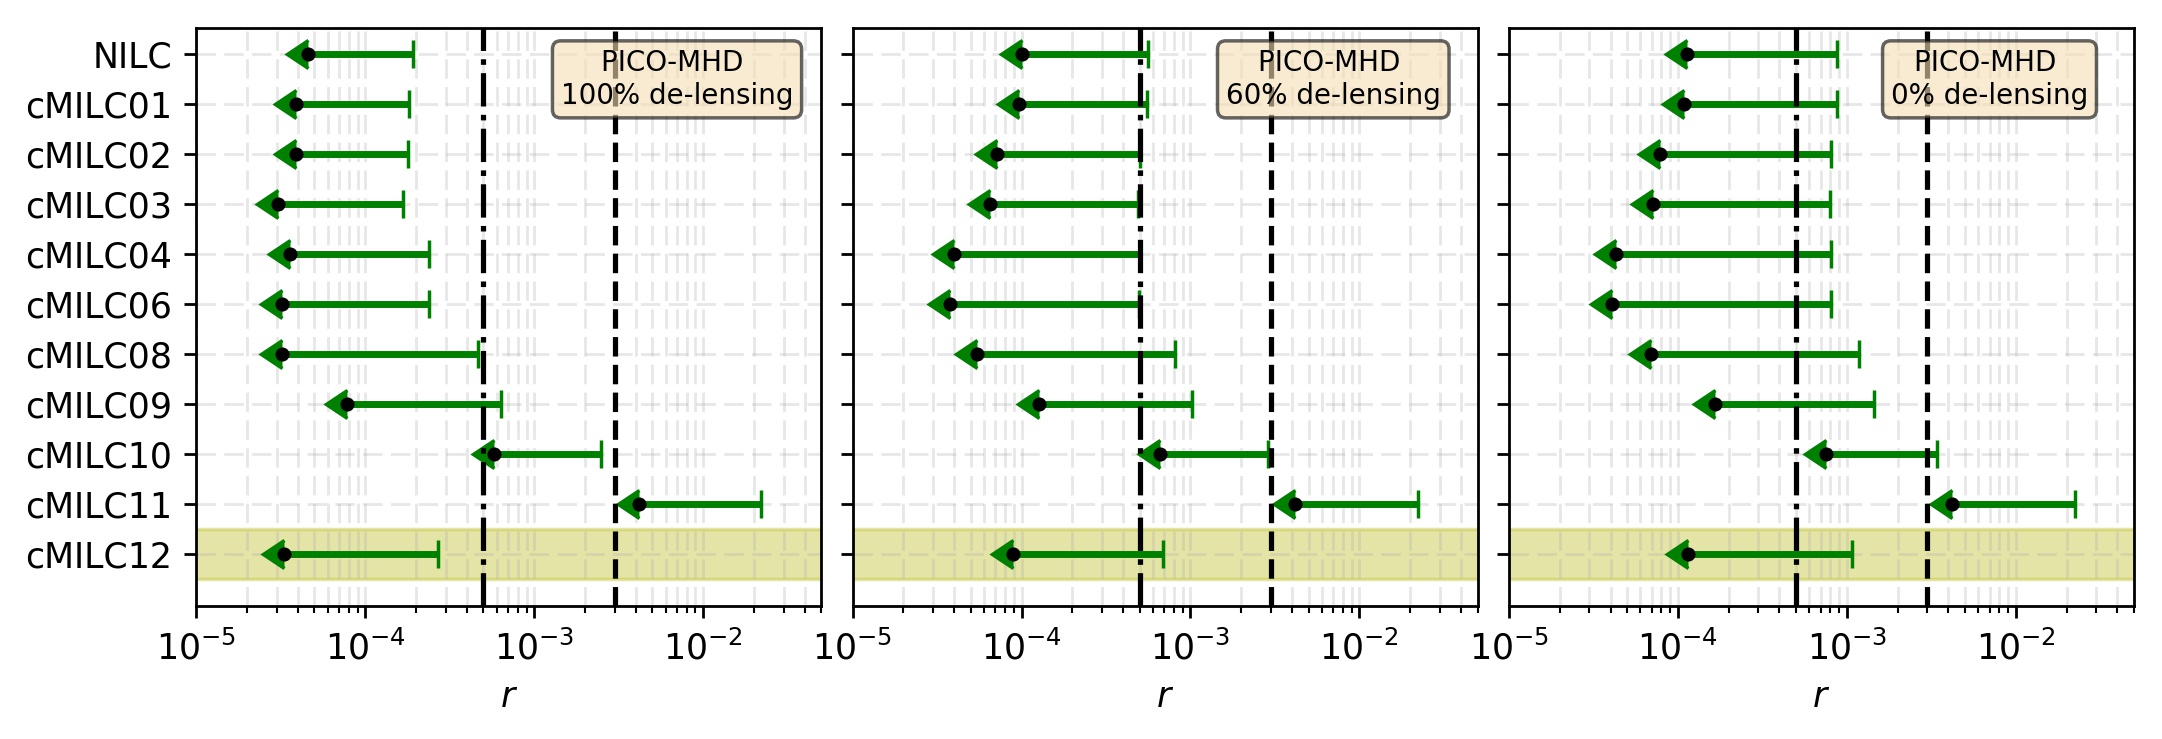 PICO-MHD
100% de-lensing
PICO-MHD
60% de-lensing
PICO-MHD
0% de-lensing
NILC
cMILC01
cMILC02
cMILC03
cMILC04
cMILC06
cMILC08
cMILC09
cMILC10
cMILC11
cMILC12
10⁻⁵ 10⁻⁴ 10⁻³ 10⁻²
10⁻⁵ 10⁻⁴ 10⁻³ 10⁻²
10⁻⁵ 10⁻⁴ 10⁻³ 10⁻²
r
r
r